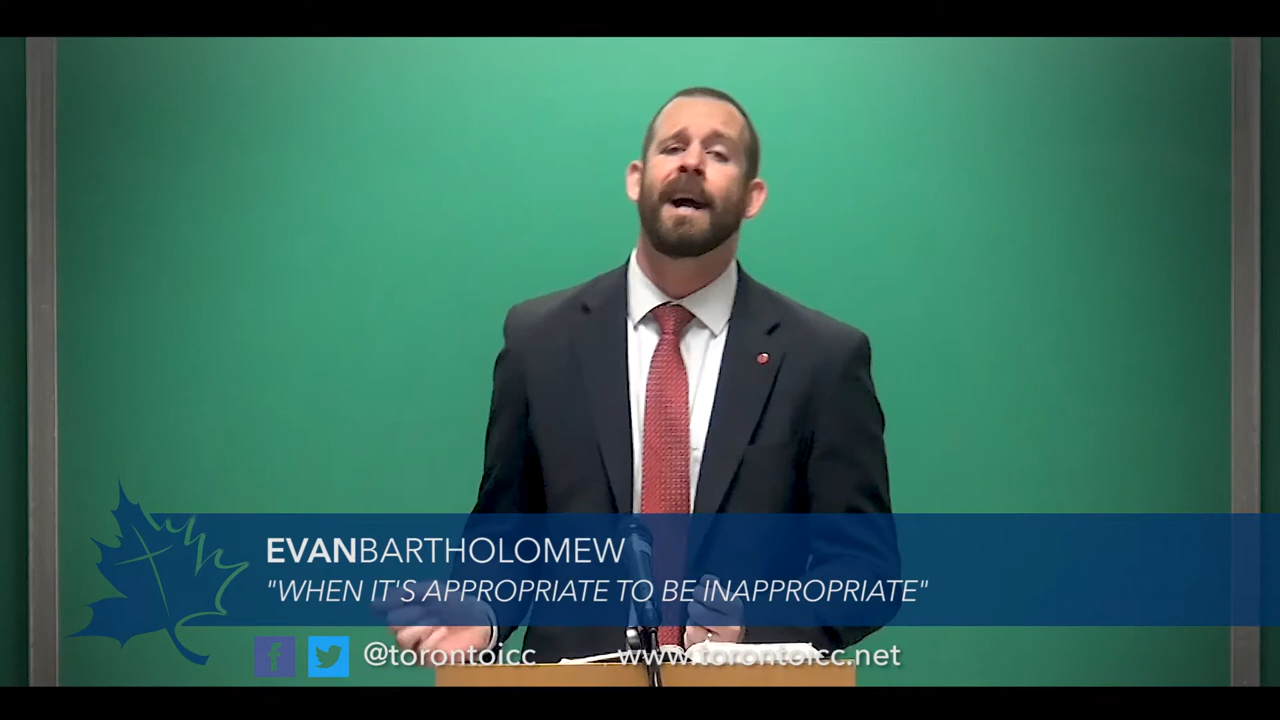 EVANBARTHOLOMEW
"WHEN IT'S APPROPRIATE TO BE INAPPROPRIATE"
@torontoicc www.torontoicc.net